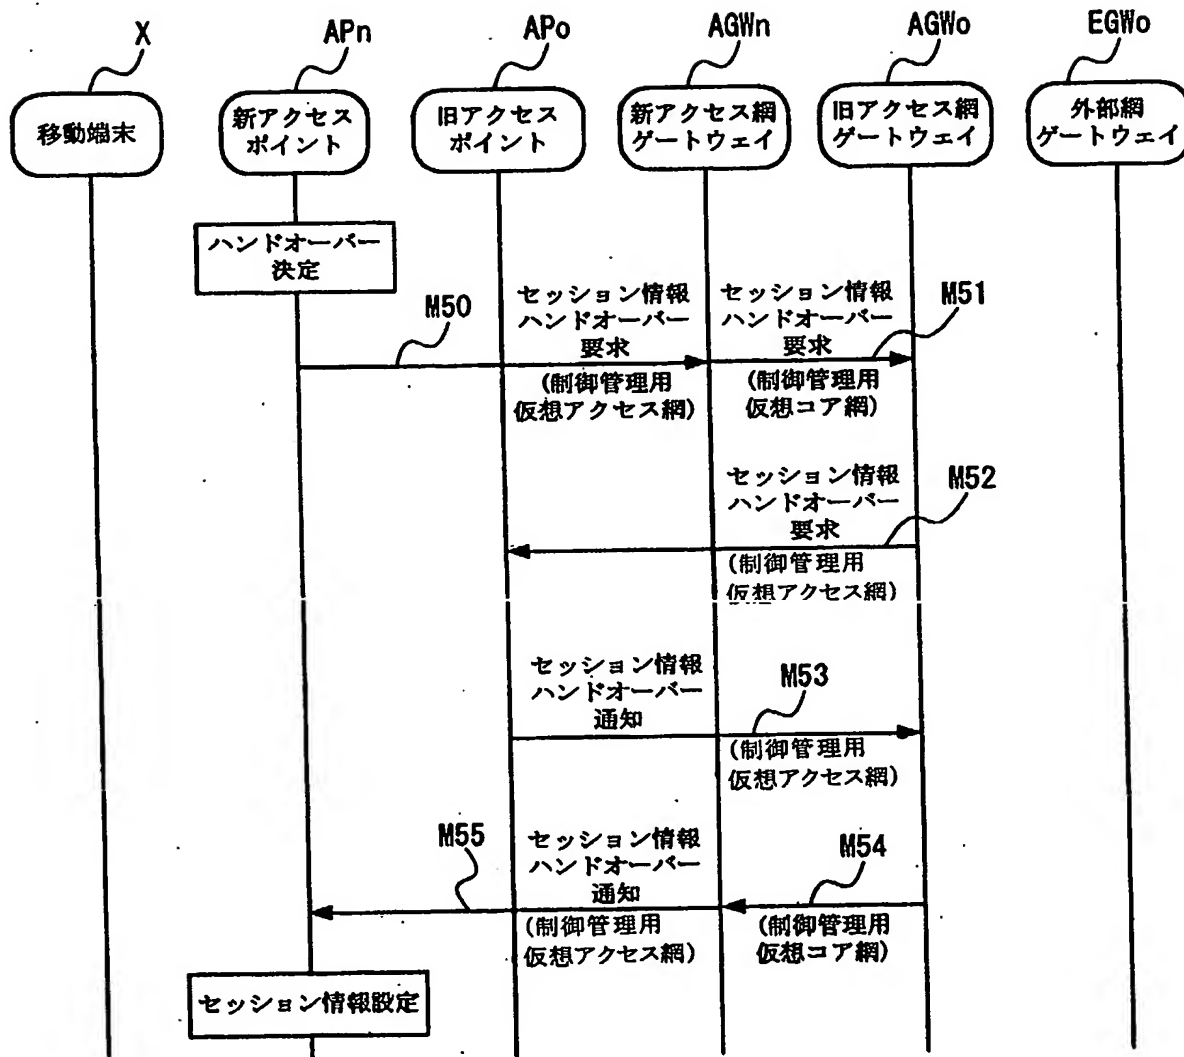 X
APn
APo
AGWn
AGWo
EGWo
移動端末
新アクセス
ポイント
旧アクセス
ポイント
新アクセス網
ゲートウェイ
旧アクセス網
ゲートウェイ
外部網
ゲートウェイ
ハンドオーバー
決定
M50
セッション情報
ハンドオーバー
要求
(制御管理用
仮想アクセス網)
セッション情報
ハンドオーバー
要求
(制御管理用
仮想コア網)
M51
セッション情報
ハンドオーバー
要求
(制御管理用
仮想アクセス網)
M52
セッション情報
ハンドオーバー
通知
M53
(制御管理用
仮想アクセス網)
M55
セッション情報
ハンドオーバー
通知
(制御管理用
仮想アクセス網)
M54
(制御管理用
仮想コア網)
セッション情報設定